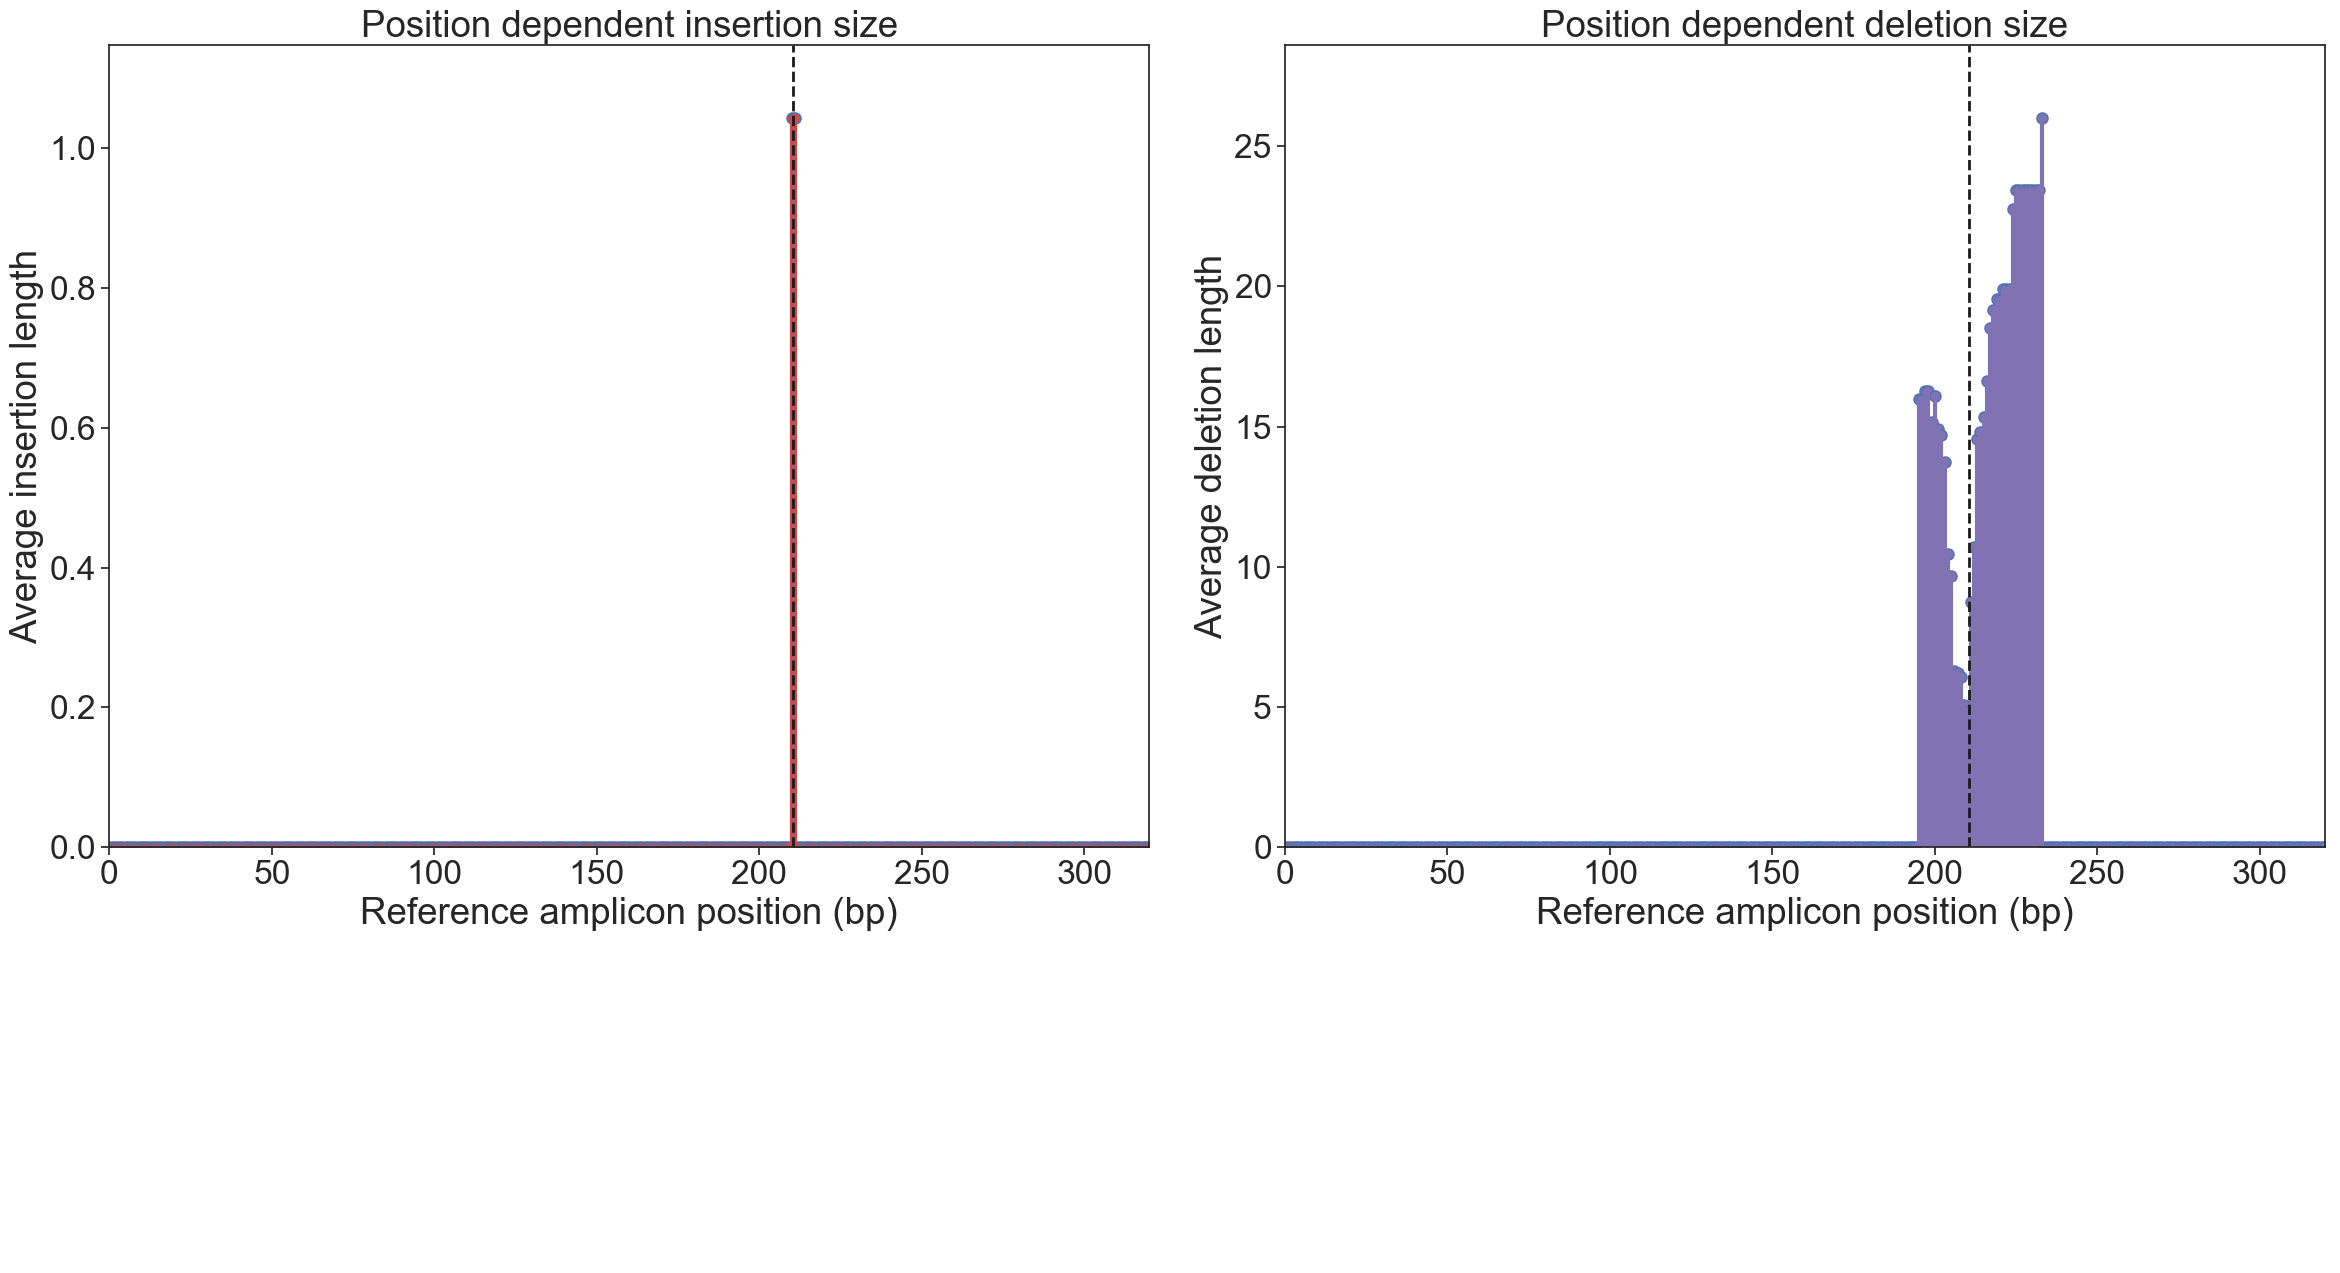 Position dependent insertion size
Average insertion length
1.0
0.8
0.6
0.4
0.2
0.0
0 50 100 150 200 250 300
Reference amplicon position (bp)
Position dependent deletion size
Average deletion length
25
20
15
10
5
0
0 50 100 150 200 250 300
Reference amplicon position (bp)